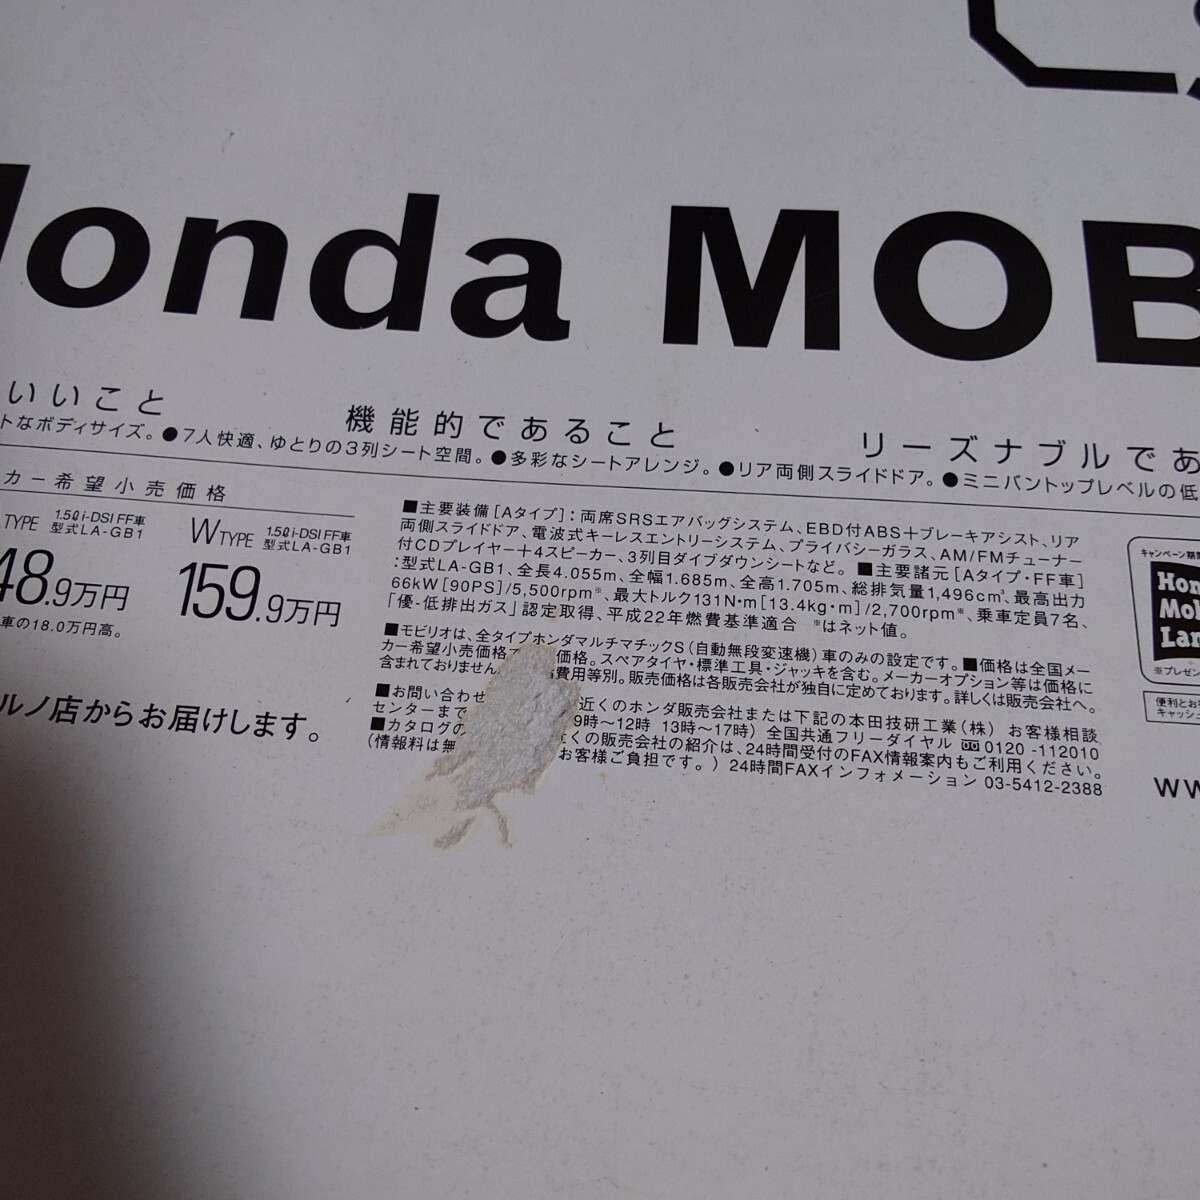 Honda MOB
いいこと 機能的であること リーズナブルであ
トなボディサイズ。●7人快適、ゆとりの3列シート空間。●多彩なシートアレンジ。●リア両側スライドドア。●ミニバントップレベルの低
カー希望小売価格
TYPE 1.5ℓ i-DSI FF車 型式LA-GB1
48.9万円
車の18.0万円高。
W TYPE 1.5ℓ i-DSI FF車 型式LA-GB1
159.9万円
ルノ店からお届けします。
■主要装備[Aタイプ]:両席SRSエアバッグシステム、EBD付ABS+ブレーキアシスト、リア
両側スライドドア、電波式キーレスエントリーシステム、プライバシーガラス、AM/FMチューナー
付CDプレイヤー+4スピーカー、3列目ダイブダウンシートなど。■主要諸元[Aタイプ・FF車]
:型式LA-GB1、全長4.055m、全幅1.685m、全高1.705m、総排気量1,496cm³、最高出力
66kW[90PS]/5,500rpm※、最大トルク131N・m[13.4kg・m]/2,700rpm※、乗車定員7名、
「優-低排出ガス」認定取得、平成22年燃費基準適合 ※はネット値。
■モビリオは、全タイプホンダマルチマチックS(自動無段変速機)車のみの設定です。■価格は全国メー
カー希望小売価格で 価格。スペアタイヤ・標準工具・ジャッキを含む。メーカーオプション等は価格に
含まれておりません 費用等別。販売価格は各販売会社が独自に定めております。詳しくは販売会社へ。
■お問い合わせ 近くのホンダ販売会社または下記の本田技研工業(株) お客様相談
センターまで 9時〜12時 13時〜17時) 全国共通フリーダイヤル 0120-112010
■カタログの くの販売会社の紹介は、24時間受付のFAX情報案内もご利用ください。
(情報料は無 お客様ご負担です。) 24時間FAXインフォメーション 03-5412-2388
キャンペーン期間
Hon
Mob
Lan
※プレゼン
便利とお
キャッシ
ww